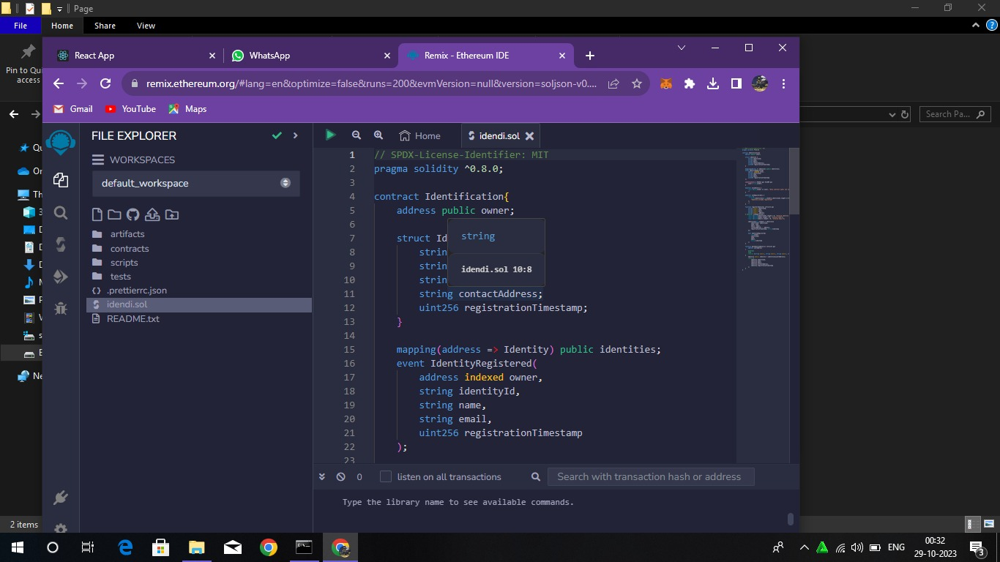 Page
File Home Share View
Pin to Qui
access
React App
WhatsApp
Remix - Ethereum IDE
remix.ethereum.org/#lang=en&optimize=false&runs=200&evmVersion=null&version=soljson-v0....
Gmail YouTube Maps
Search Pa...
FILE EXPLORER
WORKSPACES
default_workspace
artifacts
contracts
scripts
tests
.prettierrc.json
idendi.sol
README.txt
Home idendi.sol
1 // SPDX-License-Identifier: MIT
2 pragma solidity ^0.8.0;
3
4 contract Identification{
5 address public owner;
6
7 struct Id
8 strin
9 strin
10 strin
11 string contactAddress;
12 uint256 registrationTimestamp;
13 }
14
15 mapping(address => Identity) public identities;
16 event IdentityRegistered(
17 address indexed owner,
18 string identityId,
19 string name,
20 string email,
21 uint256 registrationTimestamp
22 );
23
string
idendi.sol 10:8
0 listen on all transactions
Search with transaction hash or address
Type the library name to see available commands.
2 items
ENG
00:32
29-10-2023
3